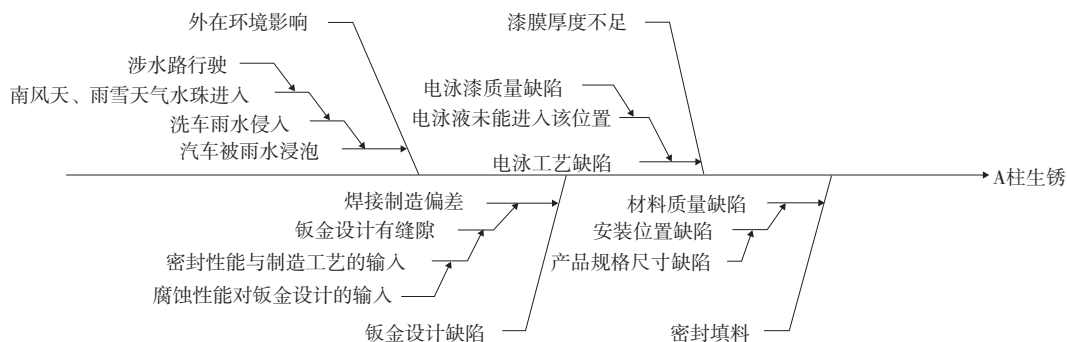 外在环境影响
漆膜厚度不足
涉水路行驶
南风天、雨雪天气水珠进入
洗车雨水侵入
汽车被雨水浸泡
电泳漆质量缺陷
电泳液未能进入该位置
电泳工艺缺陷
A柱生锈
焊接制造偏差
钣金设计有缝隙
密封性能与制造工艺的输入
腐蚀性能对钣金设计的输入
钣金设计缺陷
材料质量缺陷
安装位置缺陷
产品规格尺寸缺陷
密封填料